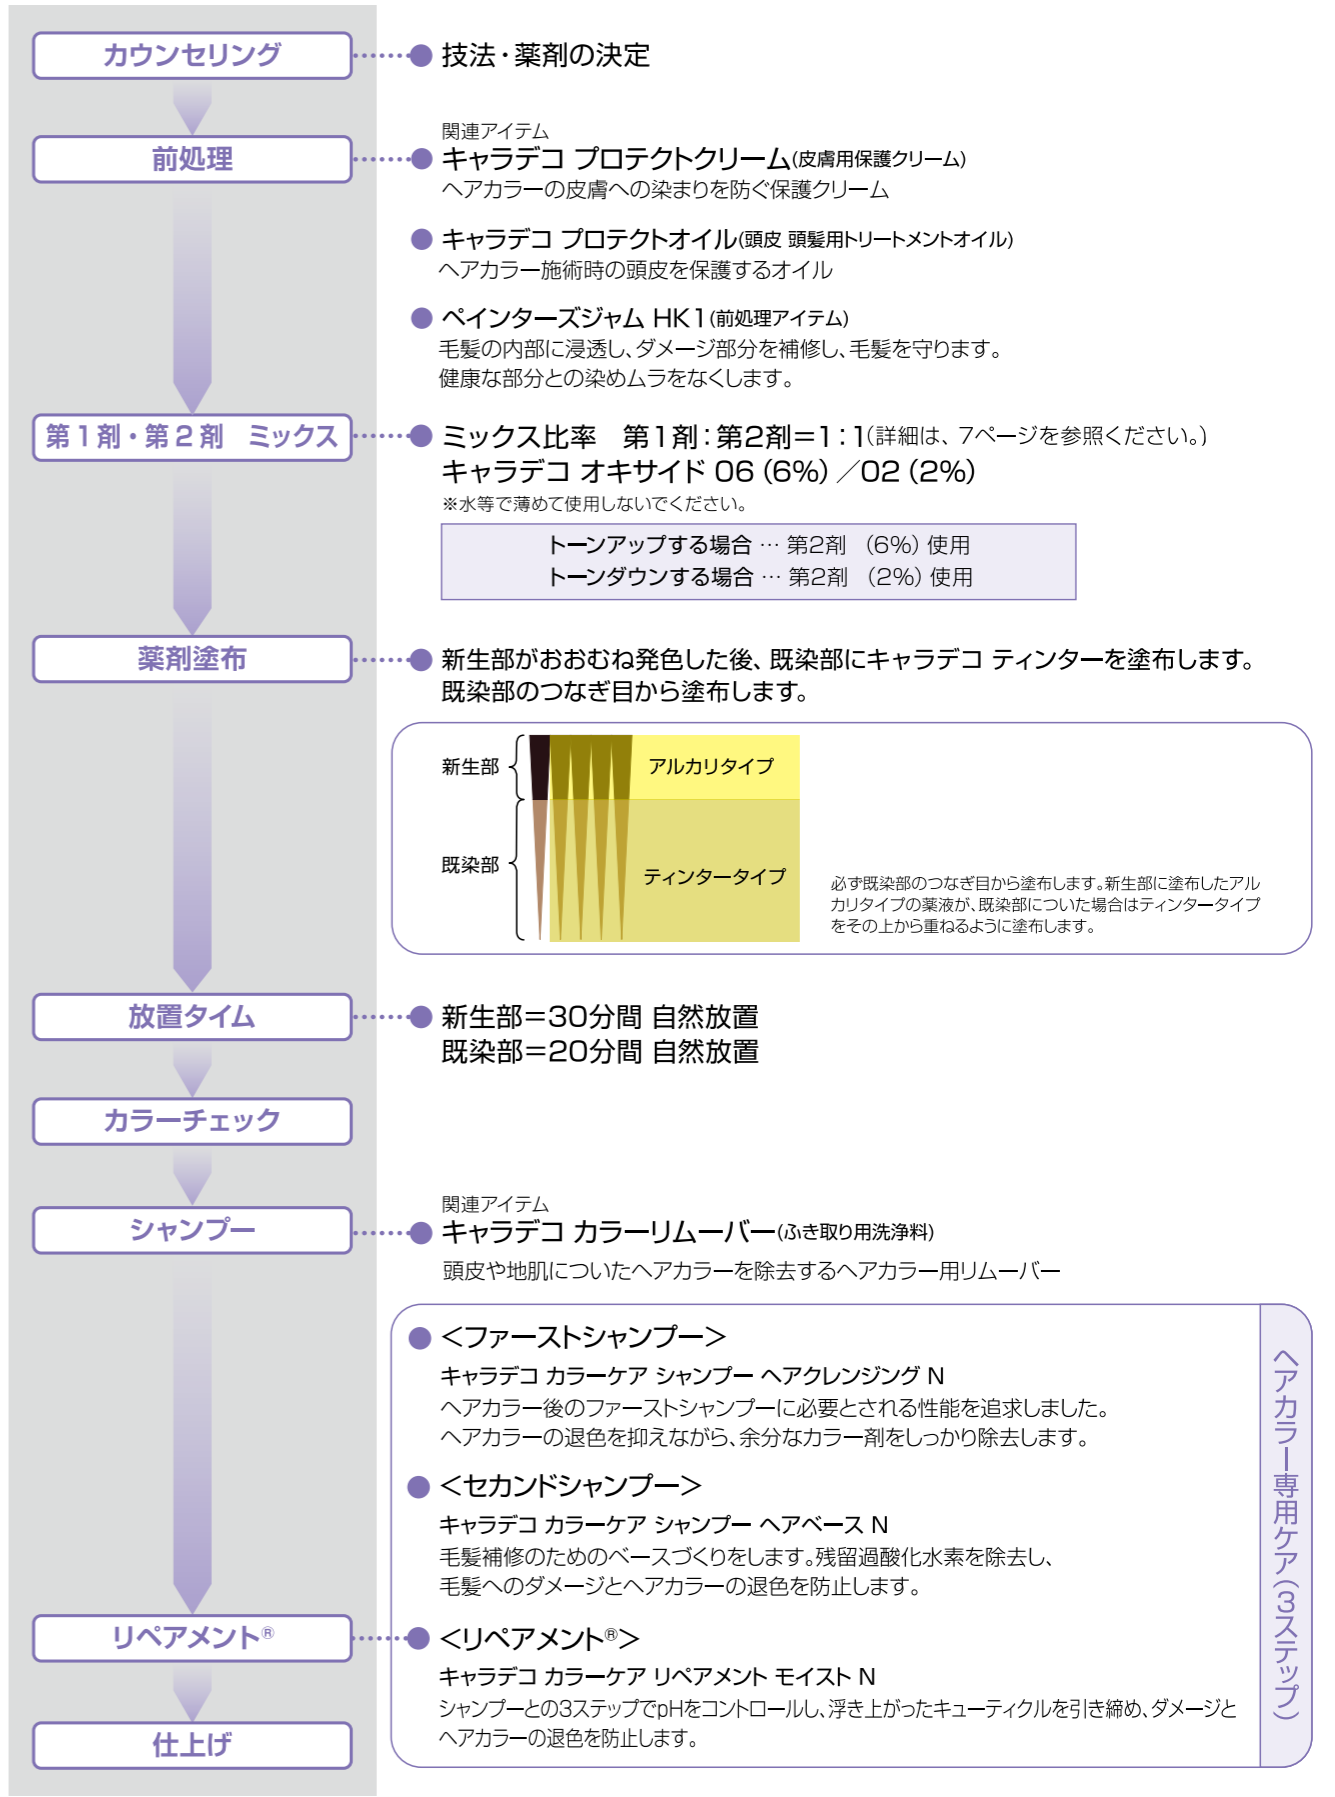 カウンセリング
技法・薬剤の決定
前処理
関連アイテム
キャラデコ プロテクトクリーム(皮膚用保護クリーム)
ヘアカラーの皮膚への染まりを防ぐ保護クリーム
キャラデコ プロテクトオイル(頭皮 頭髪用トリートメントオイル)
ヘアカラー施術時の頭皮を保護するオイル
ペインターズジャム HK1(前処理アイテム)
毛髪の内部に浸透し、ダメージ部分を補修し、毛髪を守ります。
健康な部分との染めムラをなくします。
第1剤・第2剤 ミックス
ミックス比率 第1剤:第2剤=1:1(詳細は、7ページを参照ください。)
キャラデコ オキサイド 06(6%)/02(2%)
※水等で薄めて使用しないでください。
トーンアップする場合 … 第2剤 (6%)使用
トーンダウンする場合 … 第2剤 (2%)使用
薬剤塗布
新生部がおおむね発色した後、既染部にキャラデコ ティンターを塗布します。
既染部のつなぎ目から塗布します。
新生部
アルカリタイプ
既染部
ティンタータイプ
必ず既染部のつなぎ目から塗布します。新生部に塗布したアル
カリタイプの薬液が、既染部についた場合はティンタータイプ
をその上から重ねるように塗布します。
放置タイム
新生部=30分間 自然放置
既染部=20分間 自然放置
カラーチェック
シャンプー
関連アイテム
キャラデコ カラーリムーバー(ふき取り用洗浄料)
頭皮や地肌についたヘアカラーを除去するヘアカラー用リムーバー
<ファーストシャンプー>
キャラデコ カラーケア シャンプー ヘアクレンジング N
ヘアカラー後のファーストシャンプーに必要とされる性能を追求しました。
ヘアカラーの退色を抑えながら、余分なカラー剤をしっかり除去します。
<セカンドシャンプー>
キャラデコ カラーケア シャンプー ヘアベース N
毛髪補修のためのベースづくりをします。残留過酸化水素を除去し、
毛髪へのダメージとヘアカラーの退色を防止します。
リペアメント®
<リペアメント®>
キャラデコ カラーケア リペアメント モイスト N
シャンプーとの3ステップでpHをコントロールし、浮き上がったキューティクルを引き締め、ダメージと
ヘアカラーの退色を防止します。
ヘアカラー専用ケア(3ステップ)
仕上げ